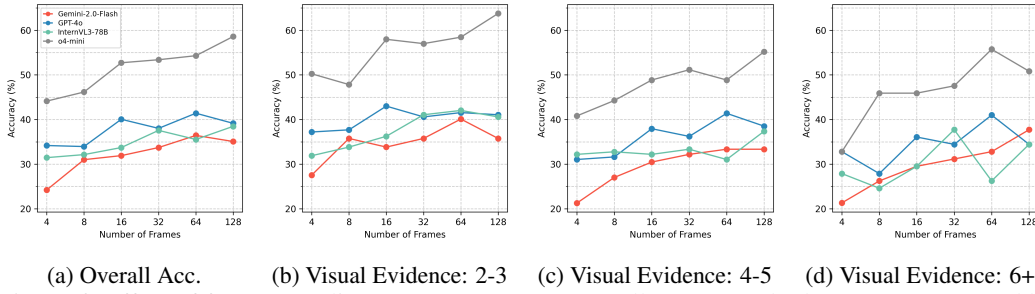 Gemini-2.0-Flash
GPT-4o
InternVL3-78B
o4-mini
60
50
40
30
20
Accuracy (%)
4 8 16 32 64 128
Number of Frames
60
50
40
30
20
Accuracy (%)
4 8 16 32 64 128
Number of Frames
60
50
40
30
20
Accuracy (%)
4 8 16 32 64 128
Number of Frames
60
50
40
30
20
Accuracy (%)
4 8 16 32 64 128
Number of Frames
(a) Overall Acc. (b) Visual Evidence: 2-3 (c) Visual Evidence: 4-5 (d) Visual Evidence: 6+